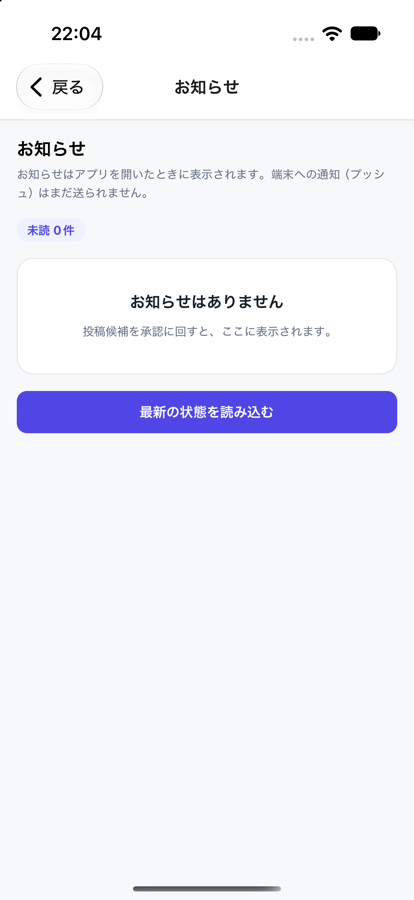 22:04
戻る
お知らせ
お知らせ
お知らせはアプリを開いたときに表示されます。端末への通知（プッシ
ュ）はまだ送られません。
未読 0 件
お知らせはありません
投稿候補を承認に回すと、ここに表示されます。
最新の状態を読み込む